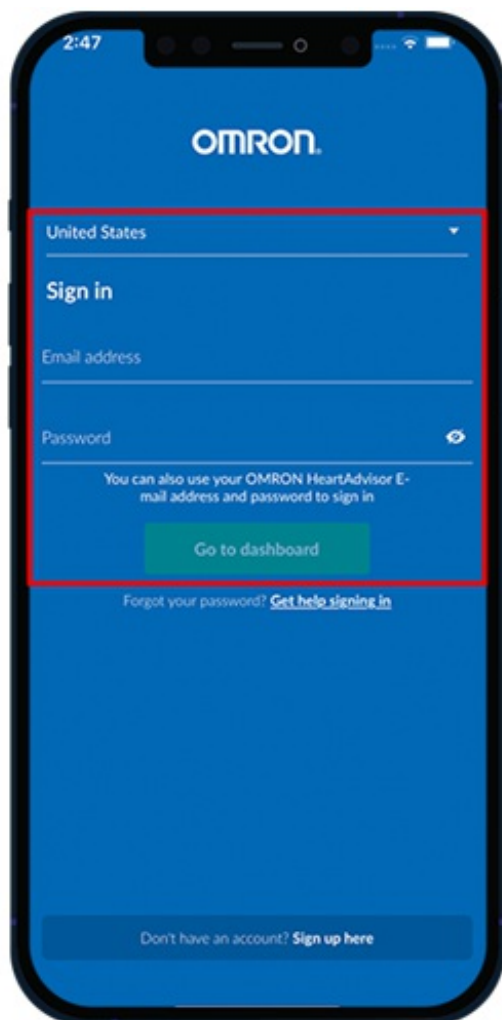 2:47
OMRON.
United States
Sign in
Email address
Password
You can also use your OMRON HeartAdvisor E-
mail address and password to sign in
Go to dashboard
Forgot your password? Get help signing in
Don't have an account? Sign up here